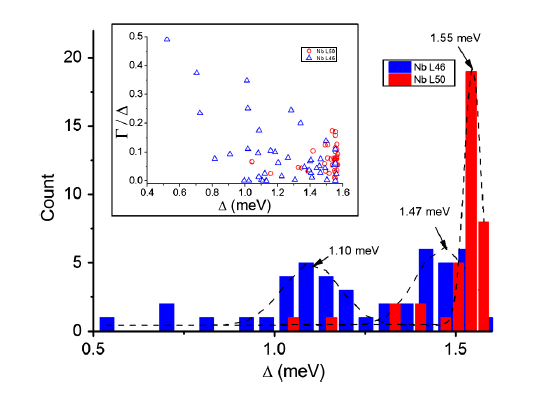 1.55 meV
Nb L46
Nb L50
1.47 meV
1.10 meV
20
15
10
5
0
Count
0.5
1.0
1.5
Δ (meV)
Nb L50
Nb L46
0.5
0.4
0.3
0.2
0.1
0.0
Γ / Δ
0.4
0.6
0.8
1.0
1.2
1.4
1.6
Δ (meV)